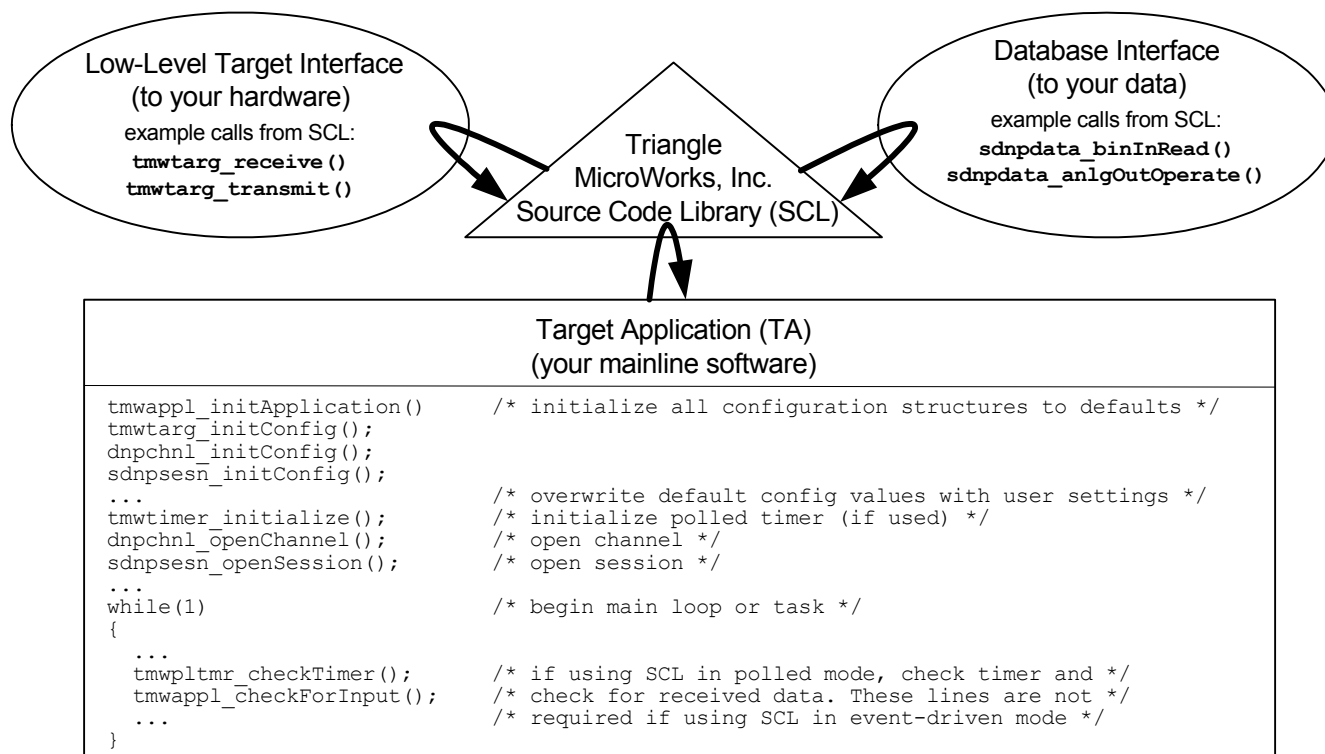 Low-Level Target Interface
(to your hardware)
example calls from SCL:
tmwtarg_receive()
tmwtarg_transmit()
Triangle
MicroWorks, Inc.
Source Code Library (SCL)
Database Interface
(to your data)
example calls from SCL:
sdnpdata_binInRead()
sdnpdata_anlgOutOperate()
Target Application (TA)
(your mainline software)
tmwappl_initApplication() /* initialize all configuration structures to defaults */
tmwtarg_initConfig();
dnpchnl_initConfig();
sdnpsesn_initConfig();
... /* overwrite default config values with user settings */
tmwtimer_initialize(); /* initialize polled timer (if used) */
dnpchnl_openChannel(); /* open channel */
sdnpsesn_openSession(); /* open session */
...
while(1) /* begin main loop or task */
{
...
tmwpltmr_checkTimer(); /* if using SCL in polled mode, check timer and */
tmwappl_checkForInput(); /* check for received data. These lines are not */
... /* required if using SCL in event-driven mode */
}